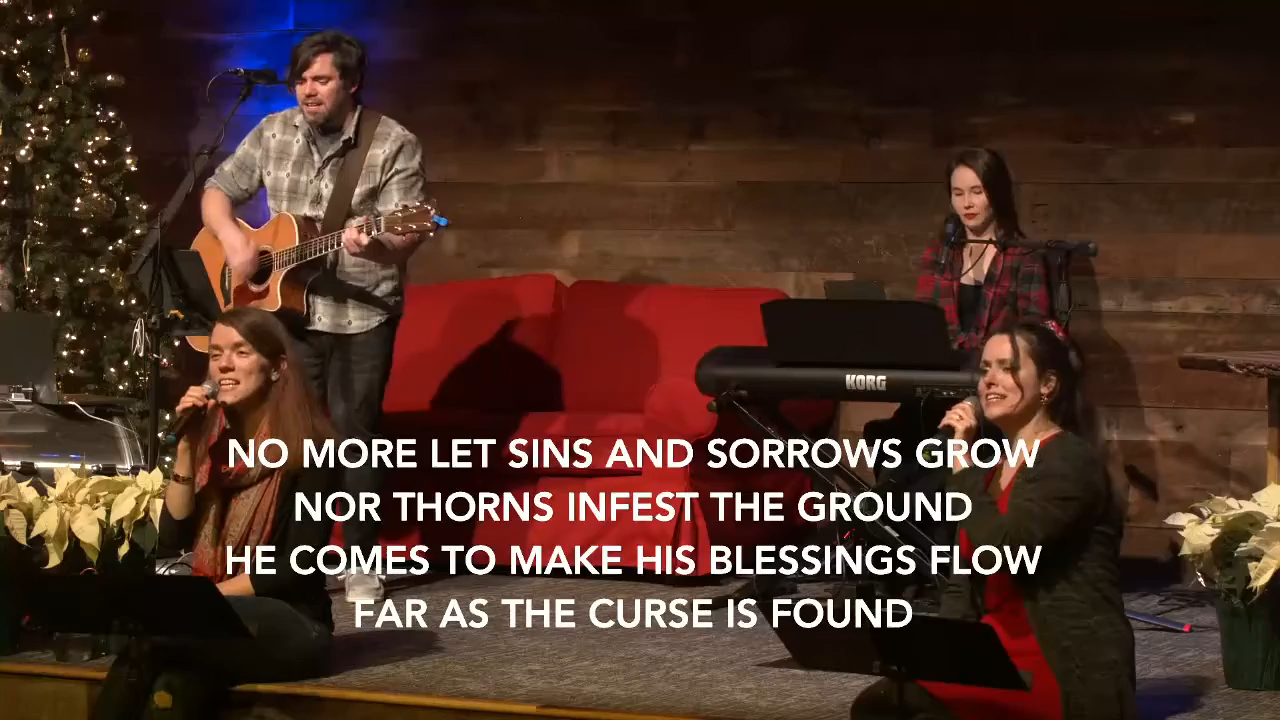 KORG
NO MORE LET SINS AND SORROWS GROW
NOR THORNS INFEST THE GROUND
HE COMES TO MAKE HIS BLESSINGS FLOW
FAR AS THE CURSE IS FOUND